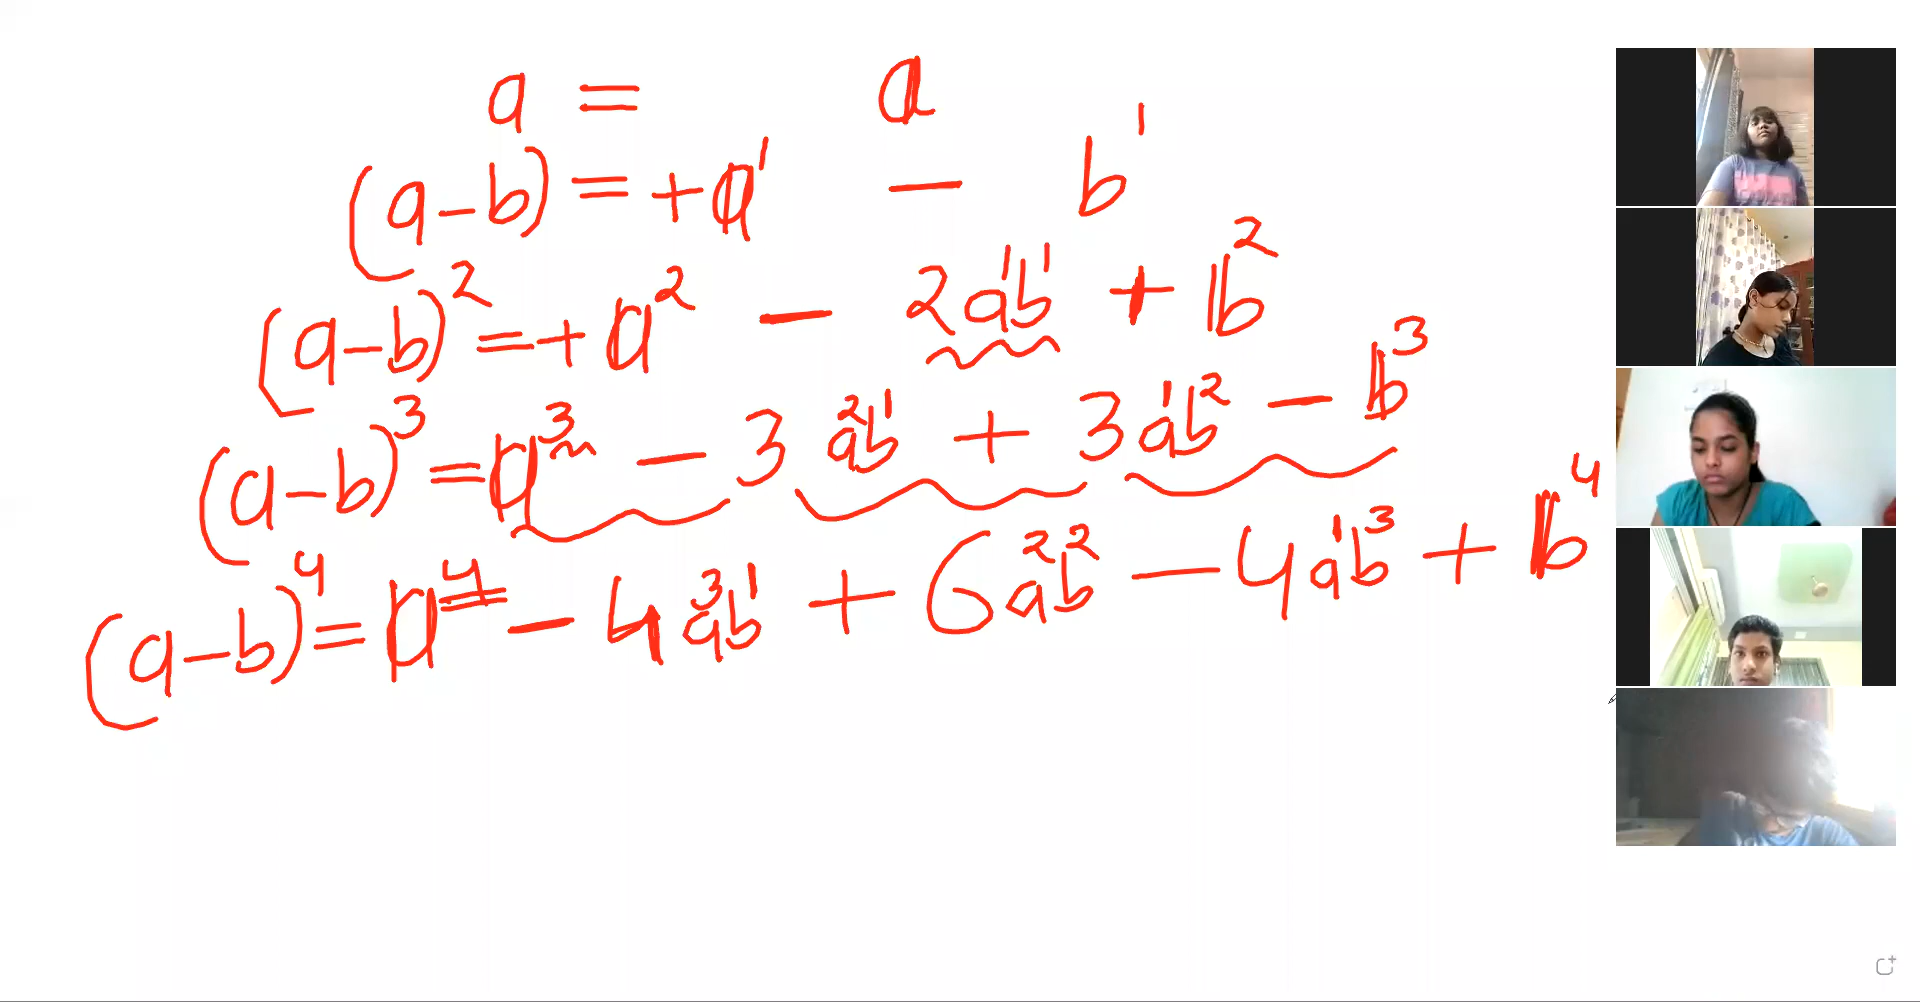 a = a
(a-b) = +a¹ - b¹
(a-b)² = +a² - 2a¹b¹ + b²
(a-b)³ = a³ - 3a²b¹ + 3a¹b² - b³
(a-b)⁴ = a⁴ - 4a³b¹ + 6a²b² - 4a¹b³ + b⁴